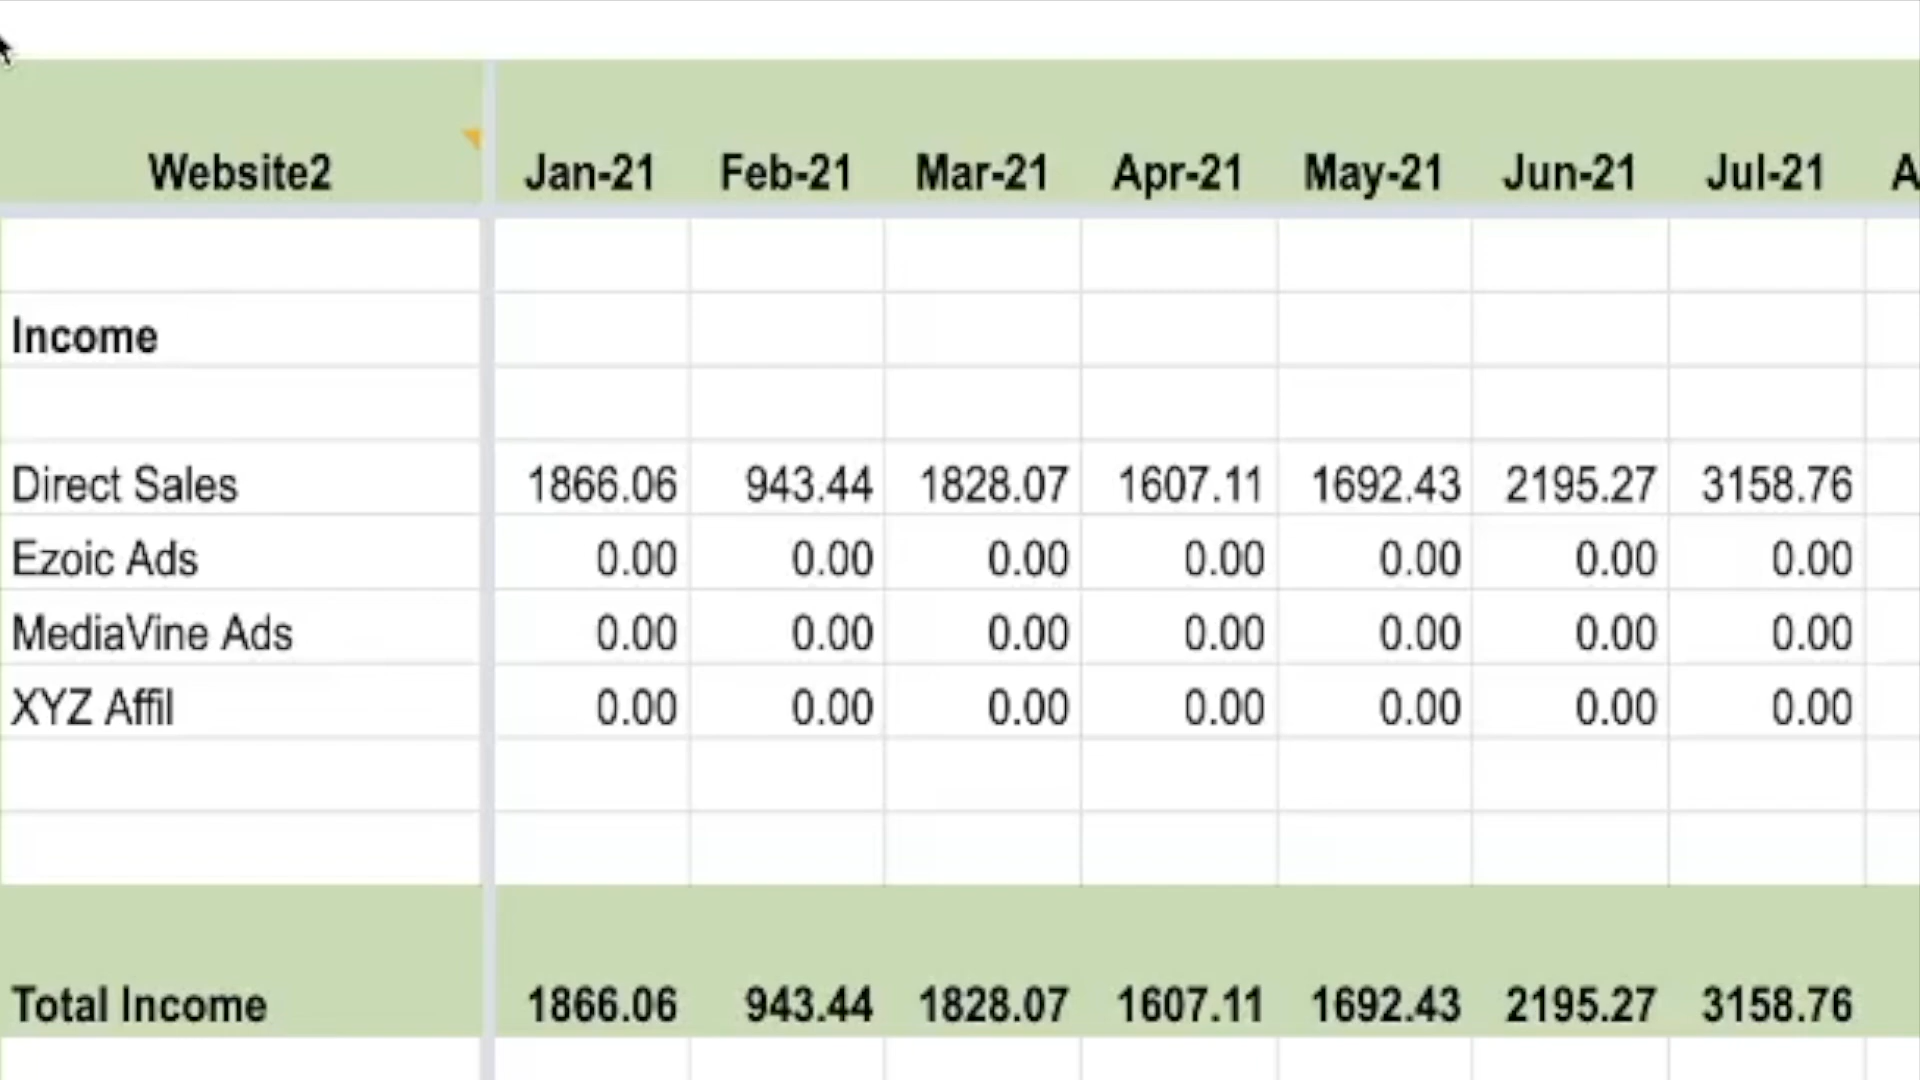 Website2 Jan-21 Feb-21 Mar-21 Apr-21 May-21 Jun-21 Jul-21 A
Income
Direct Sales 1866.06 943.44 1828.07 1607.11 1692.43 2195.27 3158.76
Ezoic Ads 0.00 0.00 0.00 0.00 0.00 0.00 0.00
MediaVine Ads 0.00 0.00 0.00 0.00 0.00 0.00 0.00
XYZ Affil 0.00 0.00 0.00 0.00 0.00 0.00 0.00
Total Income 1866.06 943.44 1828.07 1607.11 1692.43 2195.27 3158.76